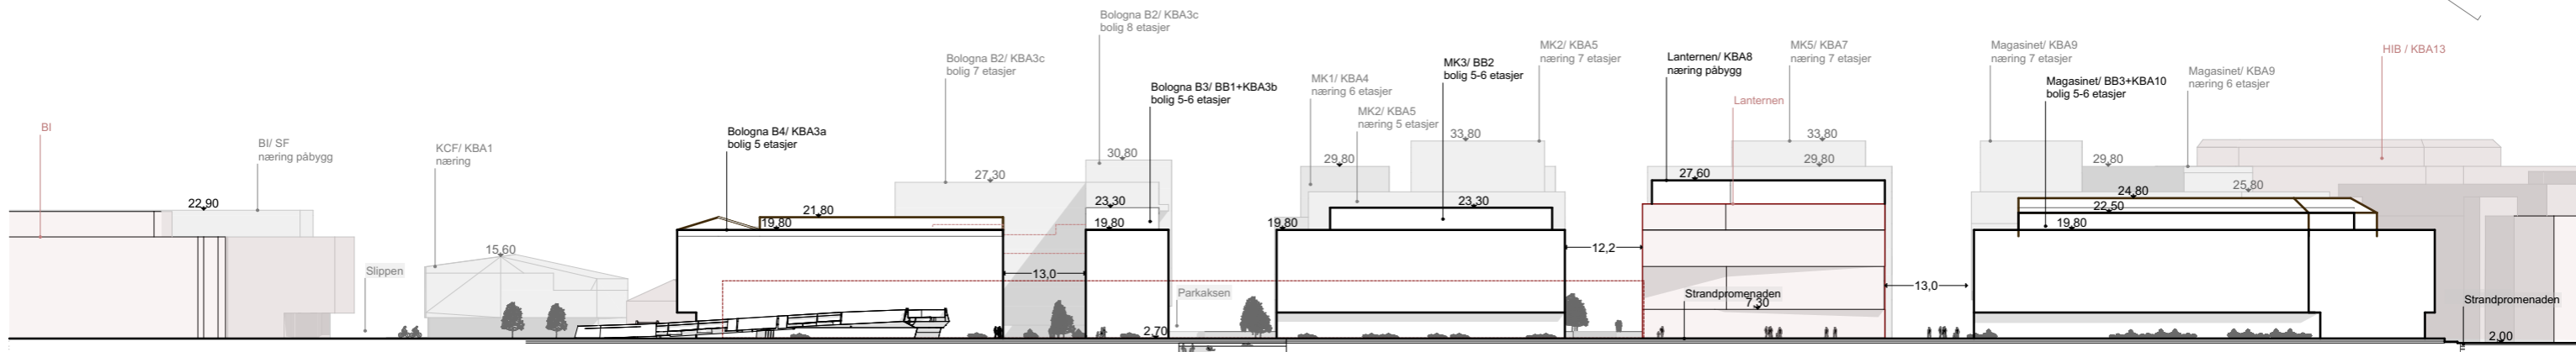 BI
22,90
BI/ SF
næring påbygg
Slippen
KCF/ KBA1
næring
15,60
Bologna B4/ KBA3a
bolig 5 etasjer
19,80
21,80
Bologna B2/ KBA3c
bolig 7 etasjer
27,30
13,0
Bologna B2/ KBA3c
bolig 8 etasjer
30,80
Bologna B3/ BB1+KBA3b
bolig 5-6 etasjer
23,30
19,80
2,70
Parkaksen
19,80
MK1/ KBA4
næring 6 etasjer
29,80
MK2/ KBA5
næring 5 etasjer
MK3/ BB2
bolig 5-6 etasjer
33,80
23,30
MK2/ KBA5
næring 7 etasjer
12,2
Lanternen/ KBA8
næring påbygg
27,60
Lanternen
MK5/ KBA7
næring 7 etasjer
33,80
29,80
Strandpromenaden
7,30
13,0
Magasinet/ KBA9
næring 7 etasjer
Magasinet/ BB3+KBA10
bolig 5-6 etasjer
29,80
24,80
22,50
19,80
Magasinet/ KBA9
næring 6 etasjer
25,80
HIB / KBA13
Strandpromenaden
2,00